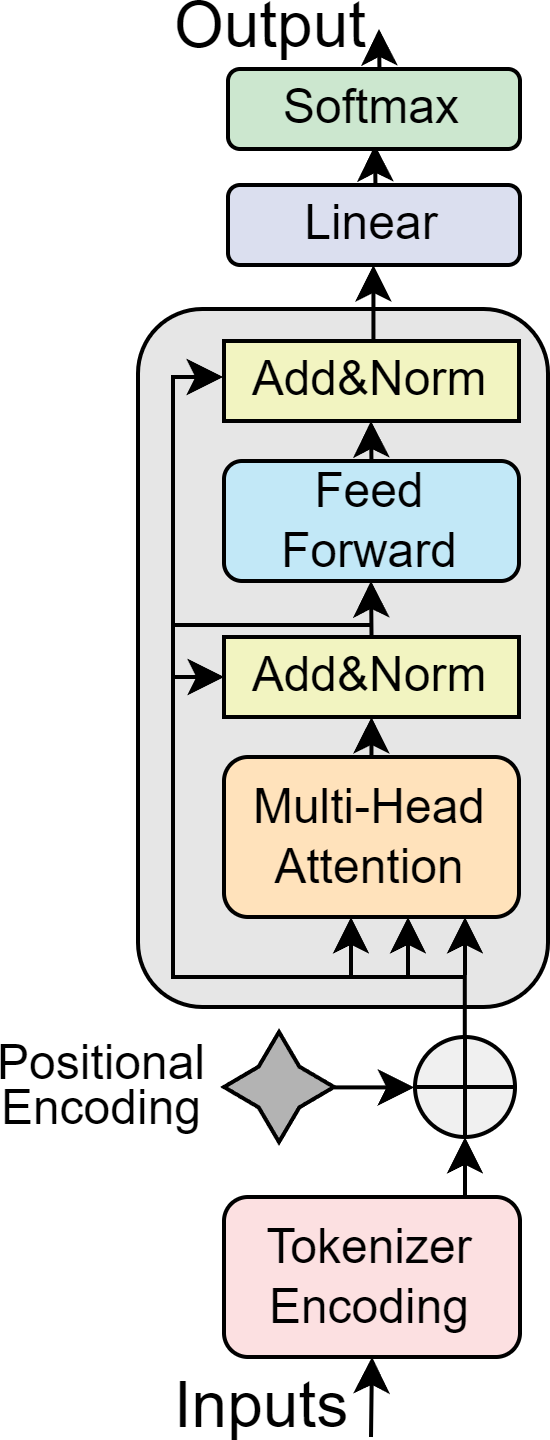 Output
Softmax
Linear
Add&Norm
Feed
Forward
Add&Norm
Multi-Head
Attention
Positional
Encoding
Tokenizer
Encoding
Inputs